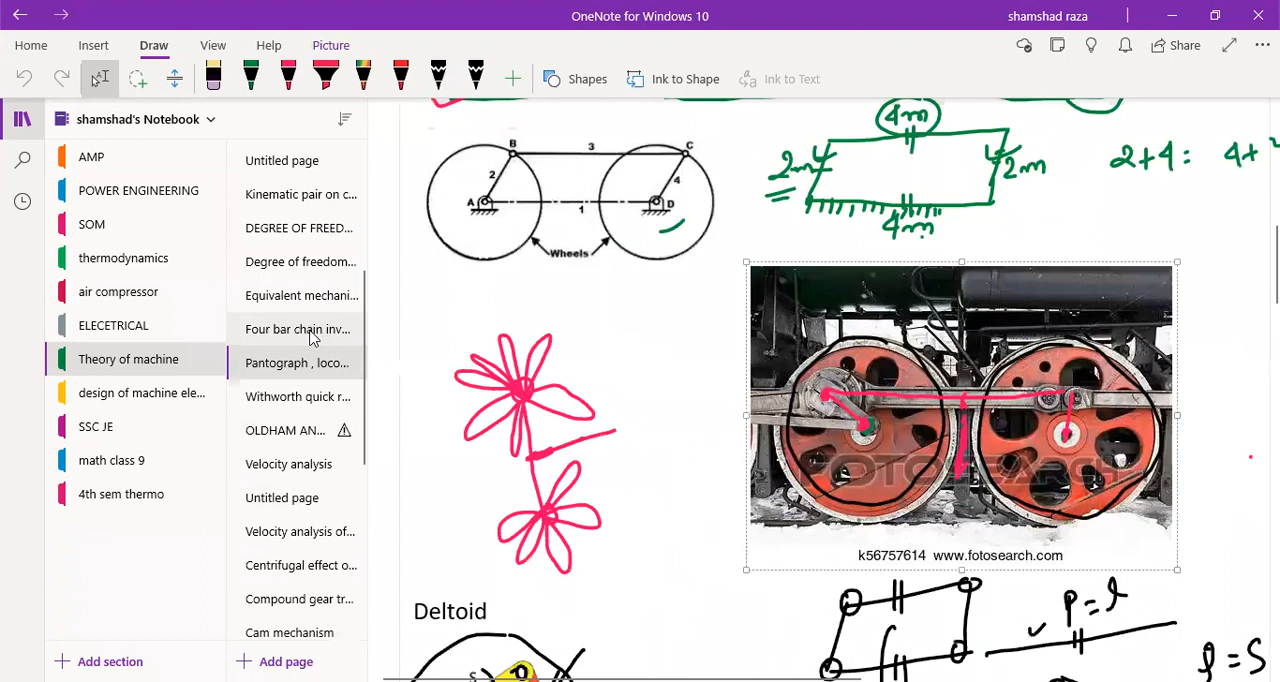 OneNote for Windows 10
shamshad raza
Home Insert Draw View Help Picture
Share
Shapes
Ink to Shape
Ink to Text
shamshad's Notebook
AMP
POWER ENGINEERING
SOM
thermodynamics
air compressor
ELECETRICAL
Theory of machine
design of machine ele...
SSC JE
math class 9
4th sem thermo
Add section
Untitled page
Kinematic pair on c...
DEGREE OF FREED...
Degree of freedom...
Equivalent mechani...
Four bar chain inv...
Pantograph , loco...
Withworth quick r...
OLDHAM AN...
Velocity analysis
Untitled page
Velocity analysis of...
Centrifugal effect o...
Compound gear tr...
Cam mechanism
Add page
B 3 C
2 4
A D
1
Wheels
4m
2m 2m
4m
2+4= 4+
FOTOSEARCH
k56757614 www.fotosearch.com
Deltoid
S
P=l
l=S